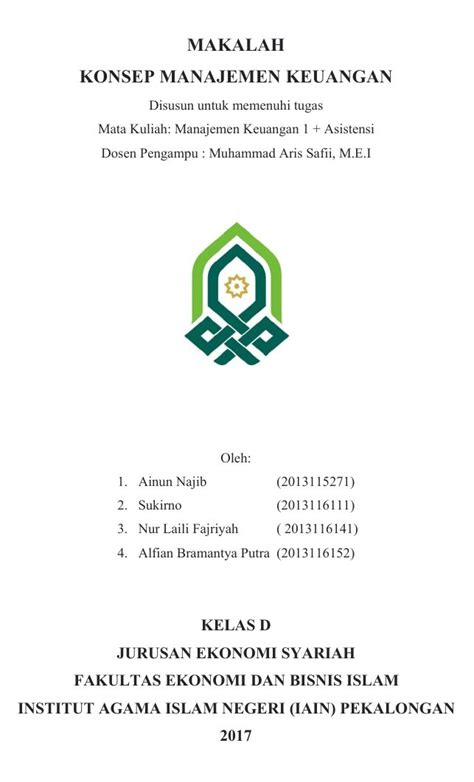 MAKALAH
KONSEP MANAJEMEN KEUANGAN
Disusun untuk memenuhi tugas
Mata Kuliah: Manajemen Keuangan 1 + Asistensi
Dosen Pengampu : Muhammad Aris Safii, M.E.I
Oleh:
1. Ainun Najib (2013115271)
2. Sukirno (2013116111)
3. Nur Laili Fajriyah ( 2013116141)
4. Alfian Bramantya Putra (2013116152)
KELAS D
JURUSAN EKONOMI SYARIAH
FAKULTAS EKONOMI DAN BISNIS ISLAM
INSTITUT AGAMA ISLAM NEGERI (IAIN) PEKALONGAN
2017